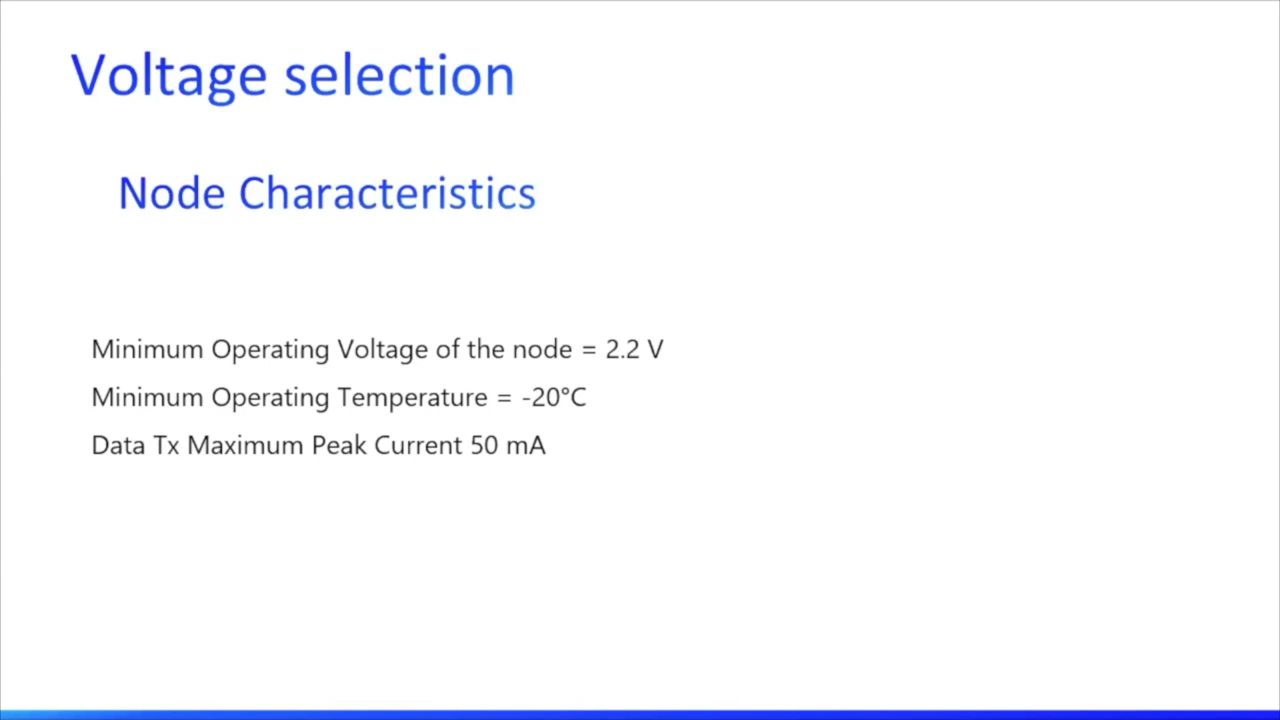 Voltage selection
Node Characteristics
Minimum Operating Voltage of the node = 2.2 V
Minimum Operating Temperature = -20°C
Data Tx Maximum Peak Current 50 mA